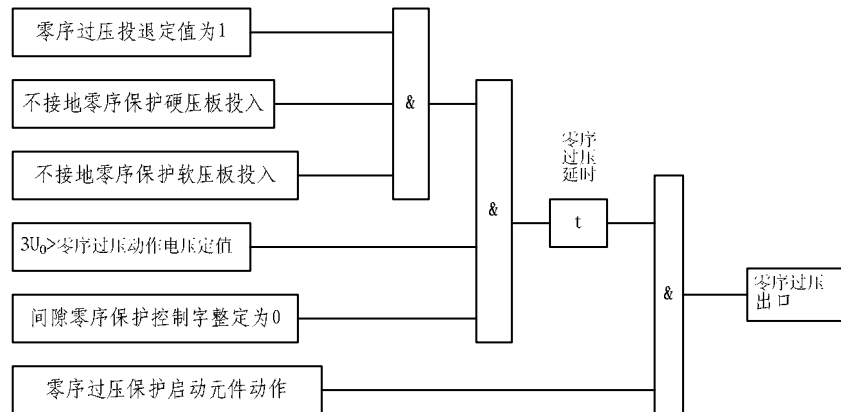 零序过压投退定值为1
不接地零序保护硬压板投入
不接地零序保护软压板投入
3U₀>零序过压动作电压定值
间隙零序保护控制字整定为0
零序过压保护启动元件动作
&
&
零序
过压
延时
t
&
零序过压
出口